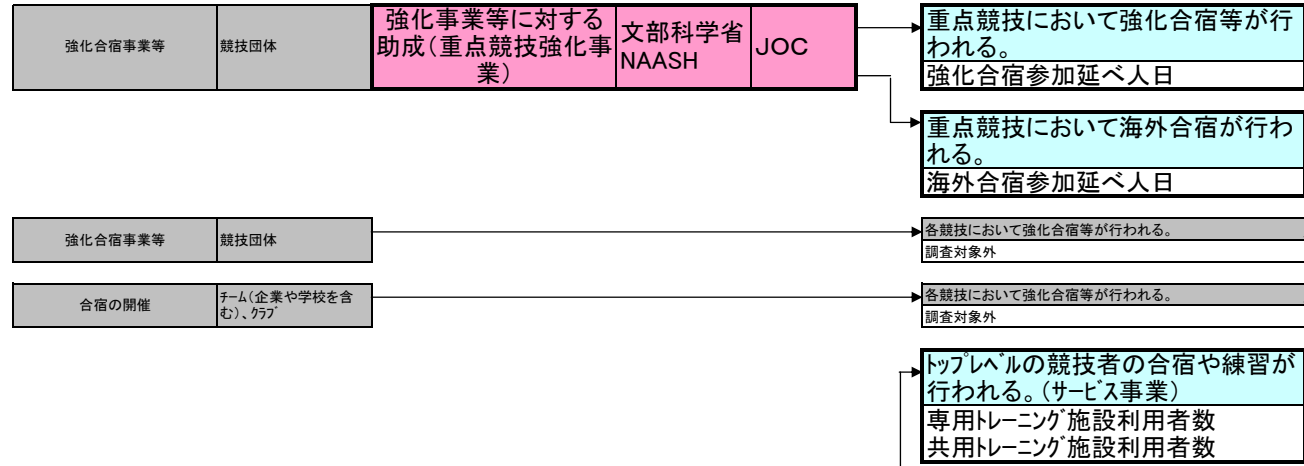 強化合宿事業等
競技団体
強化事業等に対する
助成(重点競技強化事
業)
文部科学省
NAASH
JOC
重点競技において強化合宿等が行
われる。
強化合宿参加延べ人日
重点競技において海外合宿が行わ
れる。
海外合宿参加延べ人日
強化合宿事業等
競技団体
各競技において強化合宿等が行われる。
調査対象外
合宿の開催
ﾁｰﾑ(企業や学校を含
む)、ｸﾗﾌﾞ
各競技において強化合宿等が行われる。
調査対象外
ﾄｯﾌﾟﾚﾍﾞﾙの競技者の合宿や練習が
行われる。(ｻｰﾋﾞｽ事業)
専用ﾄﾚｰﾆﾝｸﾞ施設利用者数
共用ﾄﾚｰﾆﾝｸﾞ施設利用者数